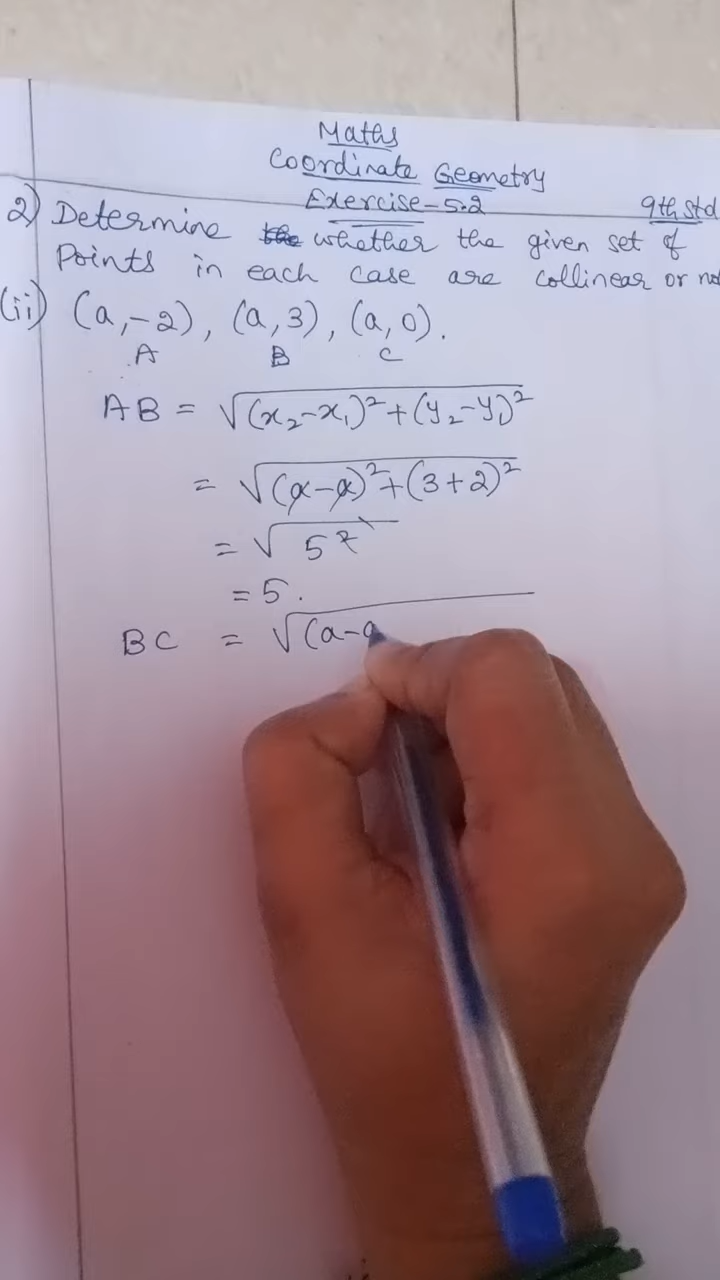 Maths
Coordinate Geometry
Exercise-5.2 9th std
2) Determine whether the given set of
Points in each case are collinear or not
(ii) (a,-2), (a,3), (a,0).
A B C
AB = √(x₂-x₁)²+(y₂-y₁)²
= √(a-a)²+(3+2)²
= √5²
= 5.
BC = √(a-a